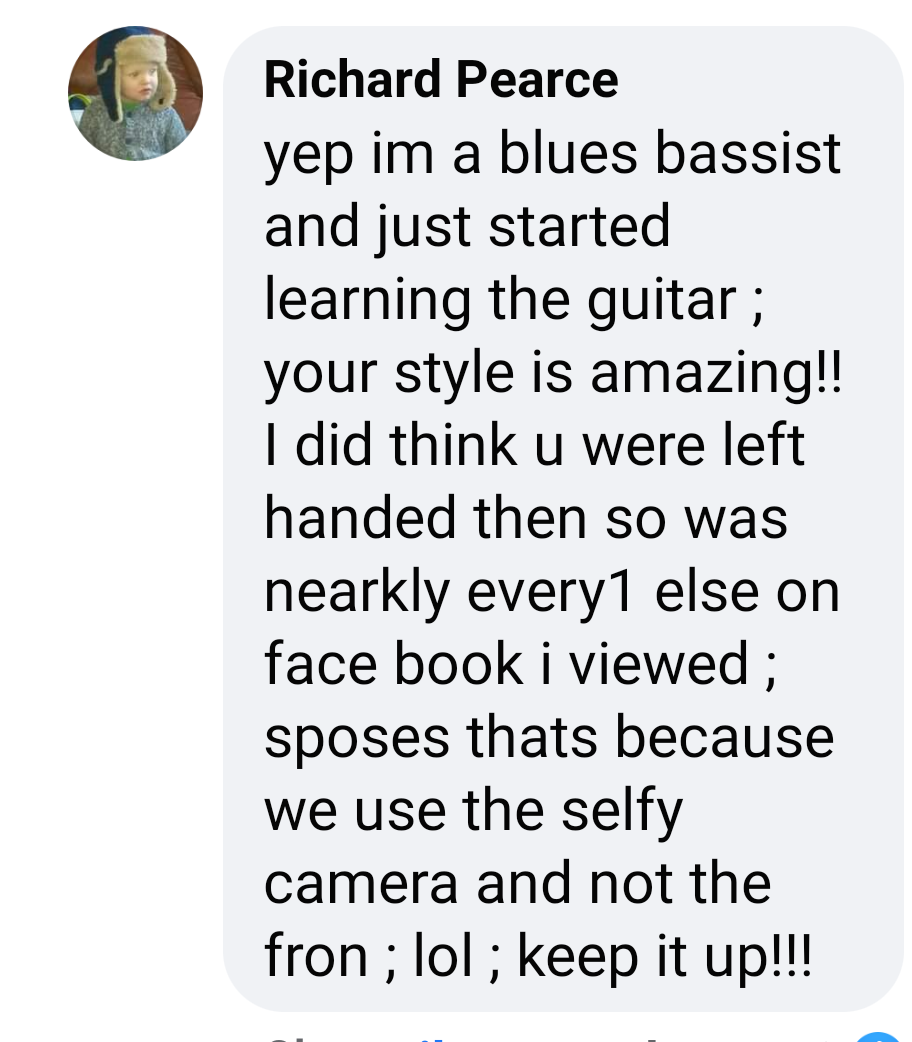 Richard Pearce
yep im a blues bassist
and just started
learning the guitar ;
your style is amazing!!
I did think u were left
handed then so was
nearkly every1 else on
face book i viewed ;
sposes thats because
we use the selfy
camera and not the
fron ; lol ; keep it up!!!